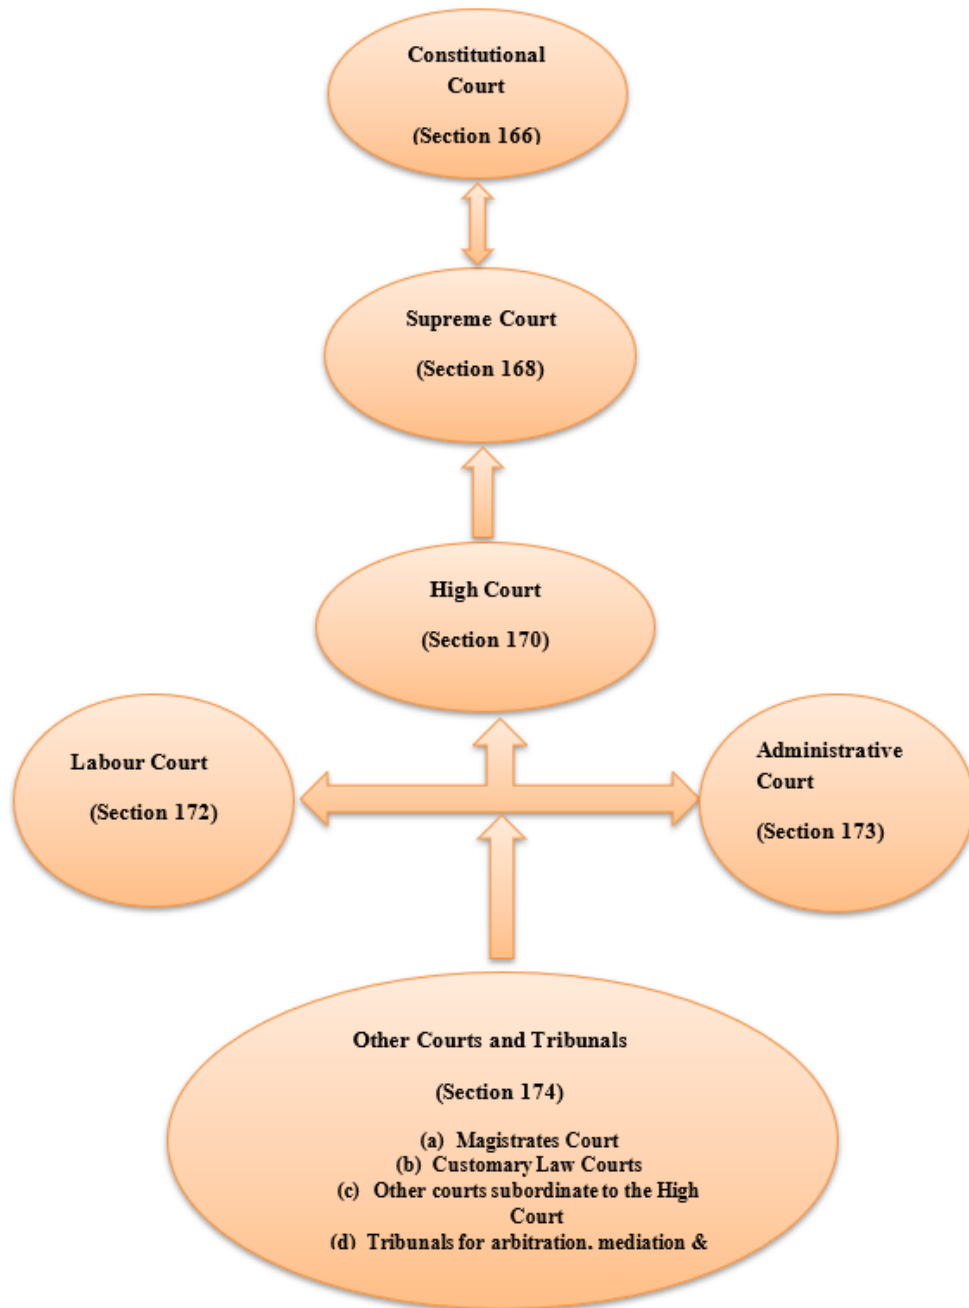 Constitutional
Court
(Section 166)
Supreme Court
(Section 168)
High Court
(Section 170)
Labour Court
(Section 172)
Administrative
Court
(Section 173)
Other Courts and Tribunals
(Section 174)
(a) Magistrates Court
(b) Customary Law Courts
(c) Other courts subordinate to the High
Court
(d) Tribunals for arbitration, mediation &